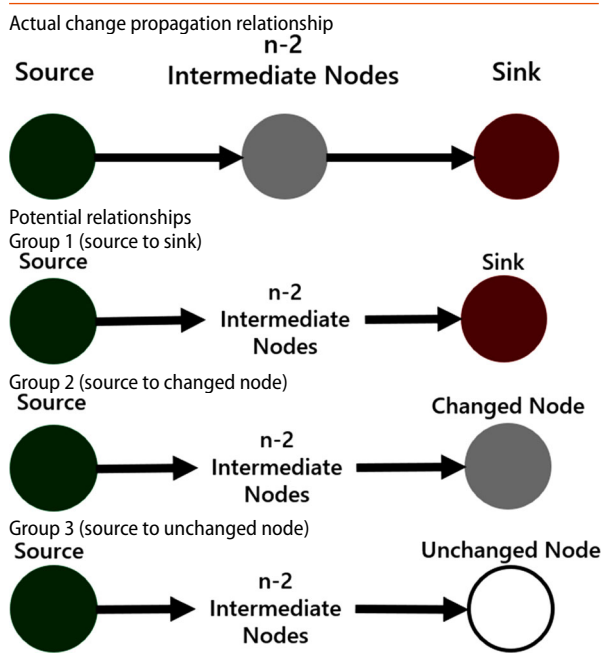 Actual change propagation relationship
n-2
Source Intermediate Nodes Sink
Potential relationships
Group 1 (source to sink)
Source Sink
n-2
Intermediate
Nodes
Group 2 (source to changed node)
Source Changed Node
n-2
Intermediate
Nodes
Group 3 (source to unchanged node)
Source Unchanged Node
n-2
Intermediate
Nodes